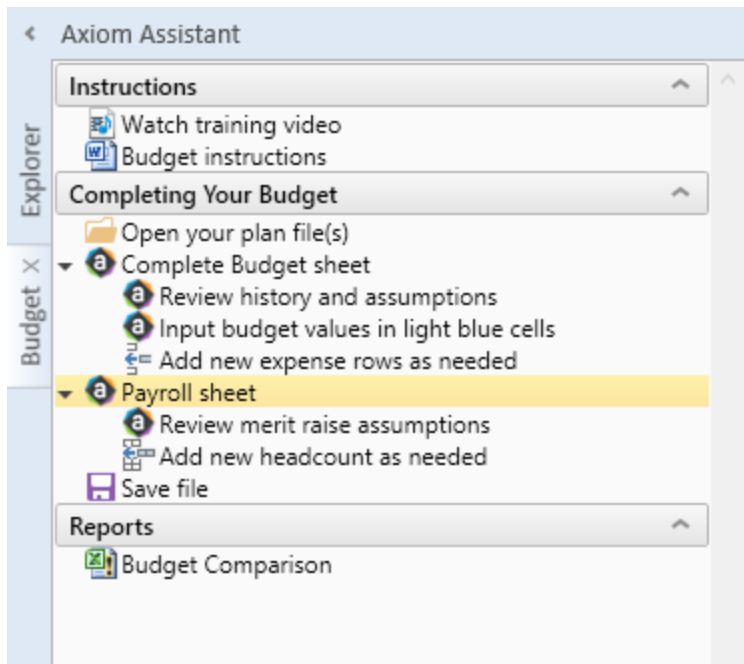 Axiom Assistant
Explorer
Budget
Instructions
Watch training video
Budget instructions
Completing Your Budget
Open your plan file(s)
Complete Budget sheet
Review history and assumptions
Input budget values in light blue cells
Add new expense rows as needed
Payroll sheet
Review merit raise assumptions
Add new headcount as needed
Save file
Reports
Budget Comparison